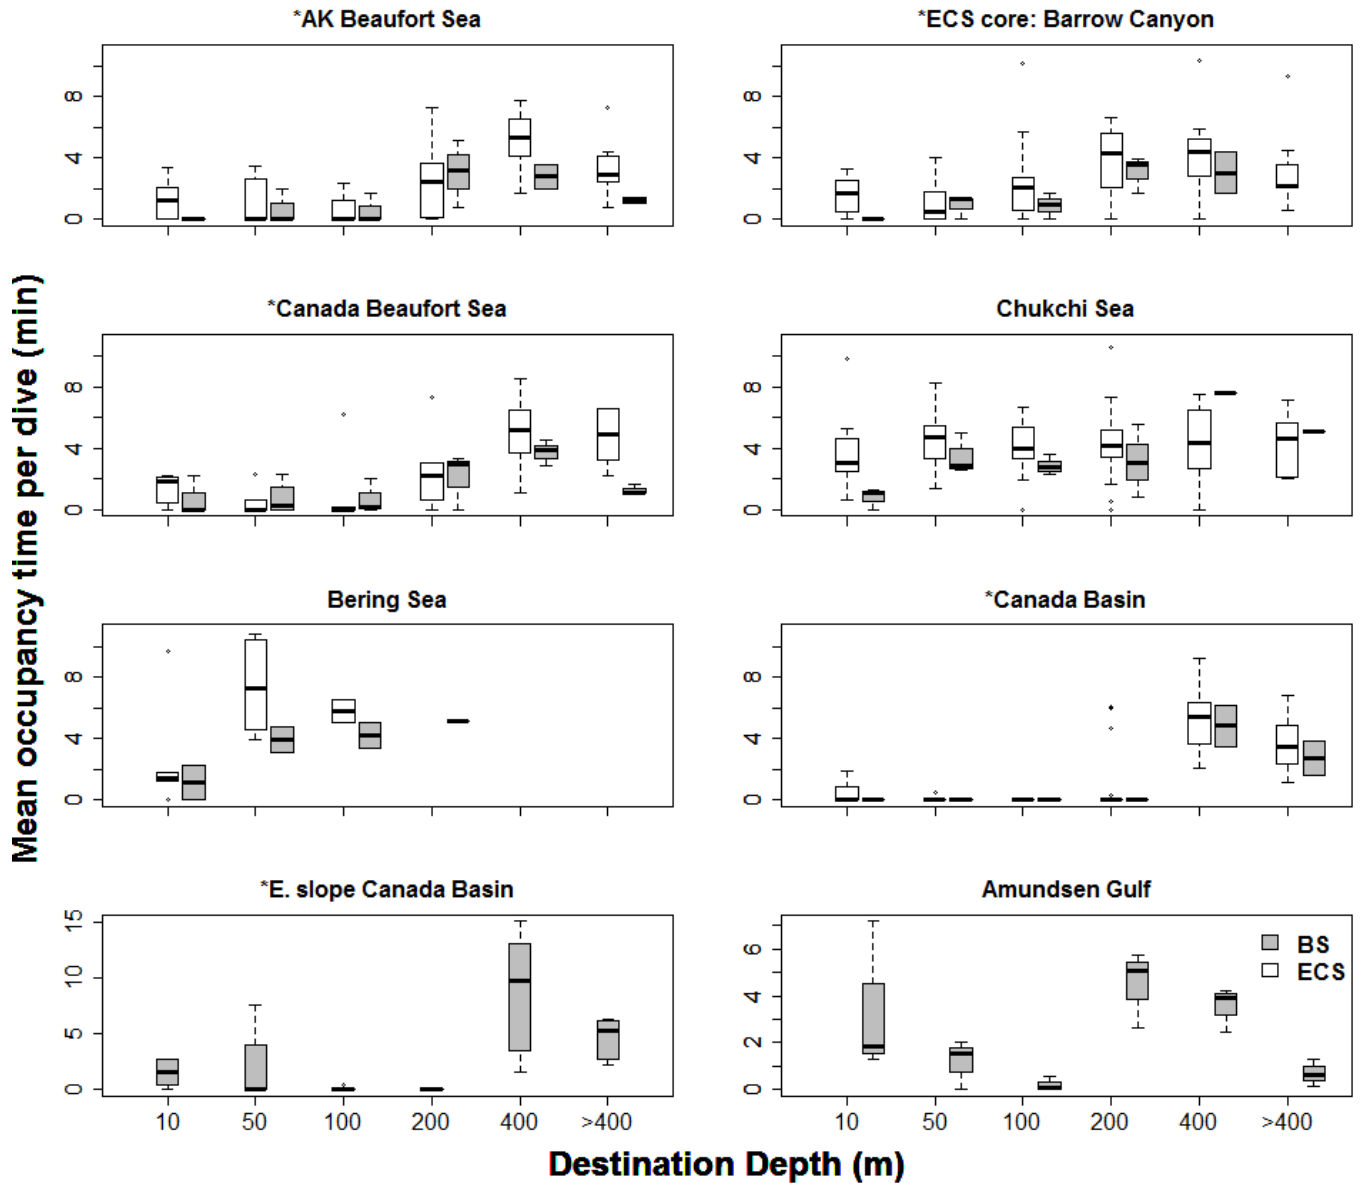 *AK Beaufort Sea
*ECS core: Barrow Canyon
8
4
0
8
4
0
*Canada Beaufort Sea
Chukchi Sea
8
4
0
8
4
0
Bering Sea
*Canada Basin
8
4
0
8
4
0
*E. slope Canada Basin
Amundsen Gulf
15
10
5
0
6
4
2
0
BS
ECS
10 50 100 200 400 >400
10 50 100 200 400 >400
Mean occupancy time per dive (min)
Destination Depth (m)